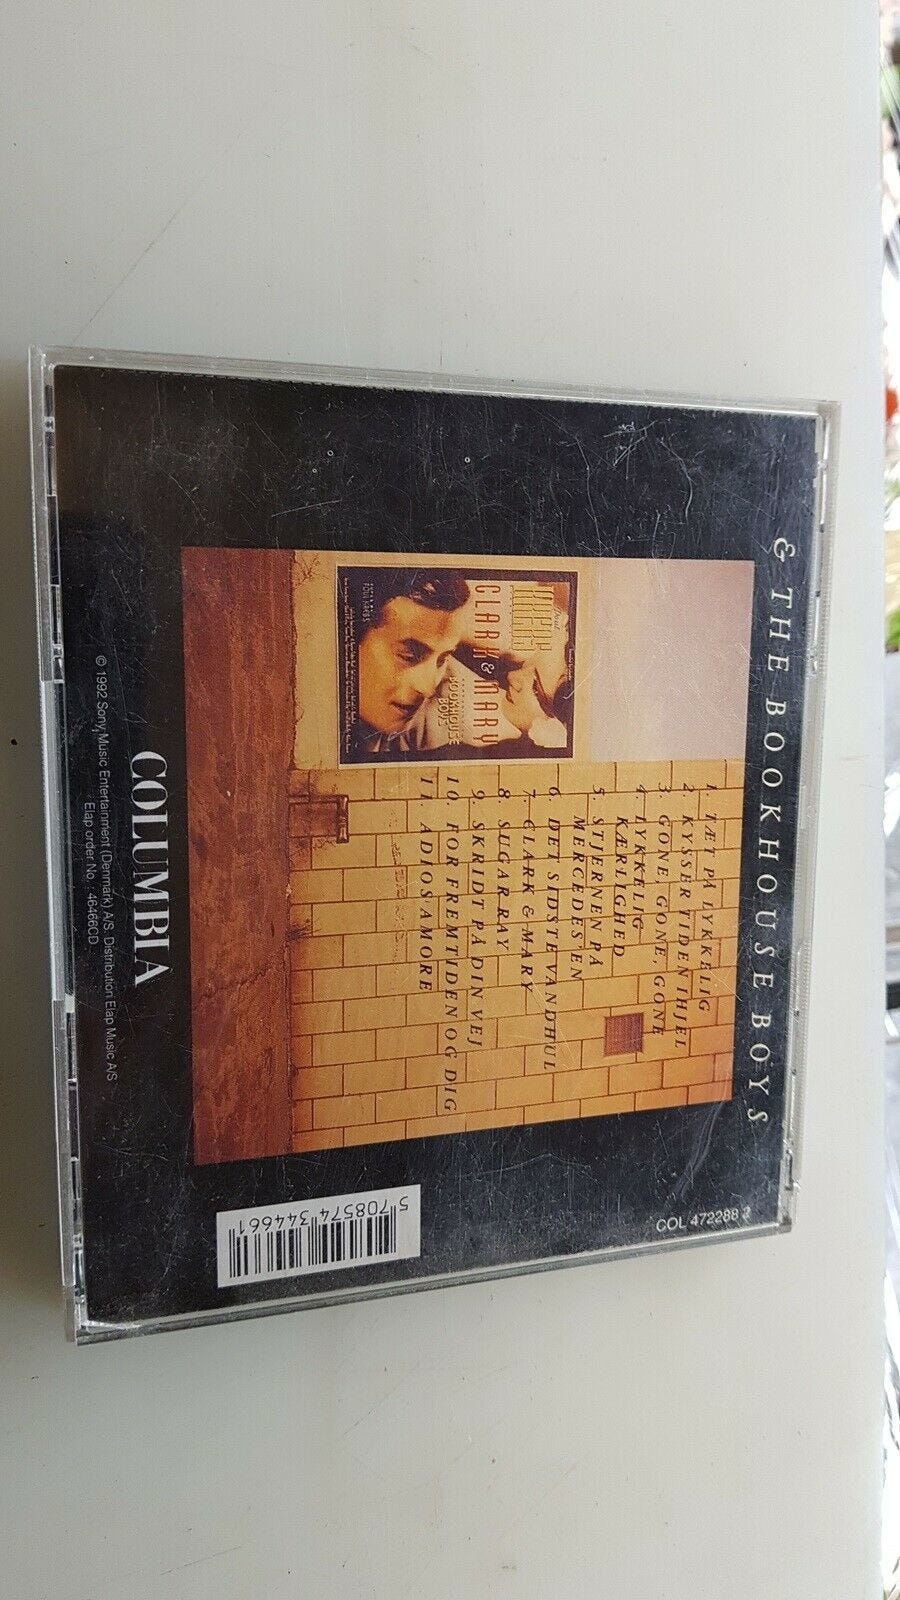 & THE BOOKHOUSE BOYS
1. TÆT PÅ LYKKELIG
2. KYSSER TIDEN IHJEL
3. GONE, GONE, GONE
4. LYKKELIG
KÆRLIGHED
5. STJERNEN PÅ
MERCEDES'EN
6. DET SIDSTE VANDHUL
7. CLARK & MARY
8. SUGAR RAY
9. SKRIDT PÅ DIN VEJ
10. FOR FREMTIDEN OG DIG
11. ADIOS AMORE
CLARK & MARY
BOOKHOUSE
BOYS
COL 472288 2
5 708574 344661
COLUMBIA
© 1992 Sony Music Entertainment (Denmark) A/S. Distribution Elap Music A/S
Elap order No.: 46466CD